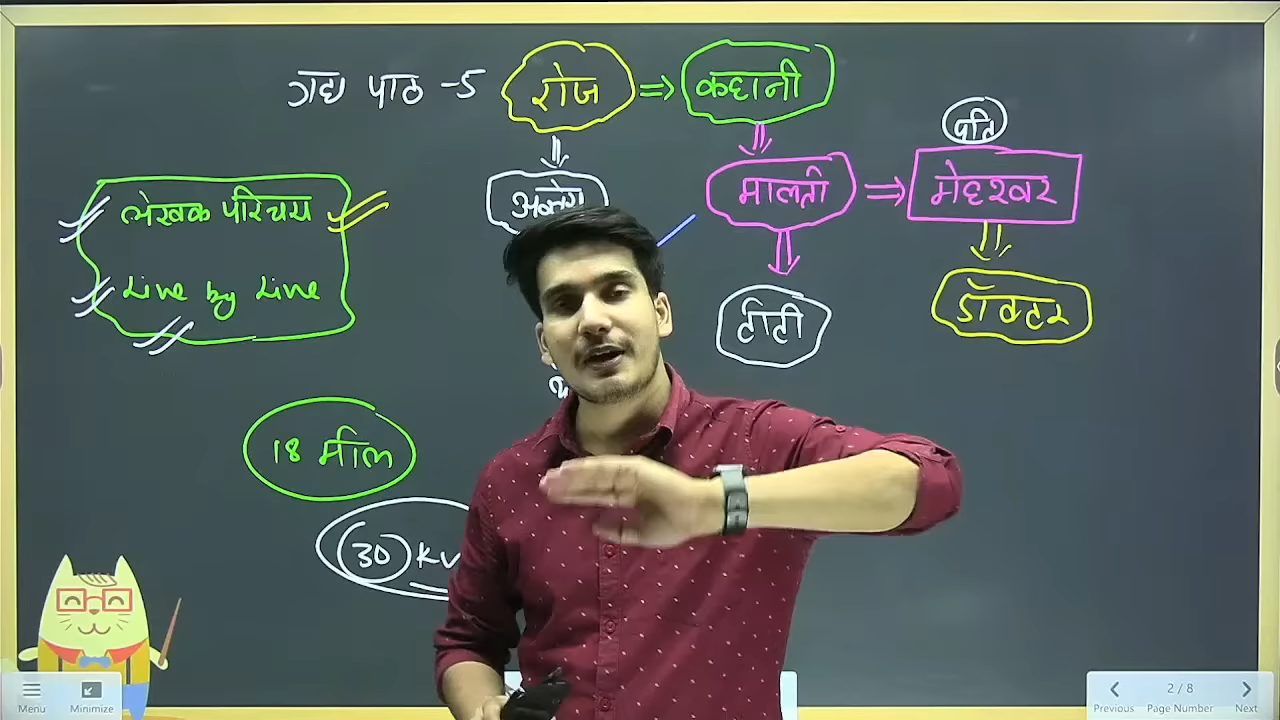 गद्य पाठ -5 रोज ⇒ कहानी
पति
अज्ञेय
मालती ⇒ मेहश्वर
लेखक परिचय
Line by Line
टीटी
डॉक्टर
18 मील
30
Menu
Minimize
2 / 8
Previous Page Number Next